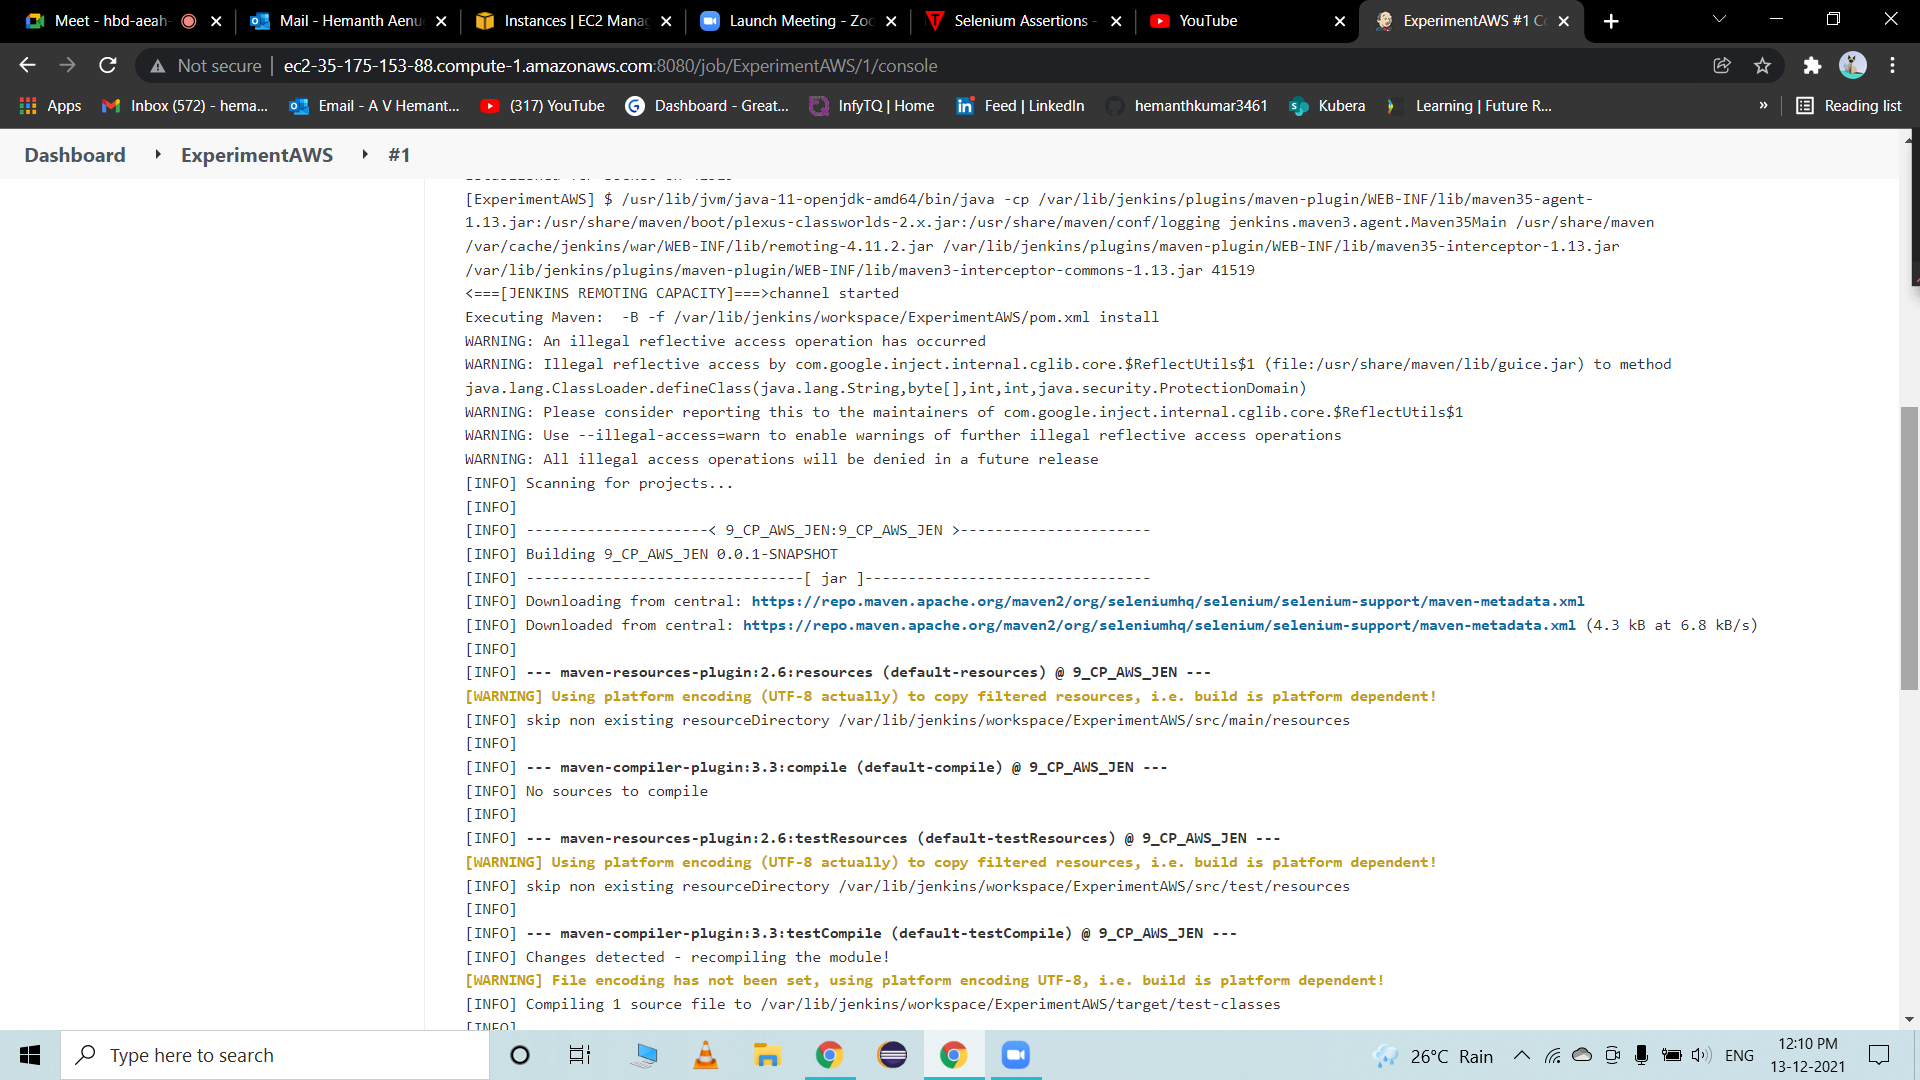 Meet - hbd-aeah-
Mail - Hemanth Aenu
Instances | EC2 Manag
Launch Meeting - Zoo
Selenium Assertions -
YouTube
ExperimentAWS #1 Co
Not secure | ec2-35-175-153-88.compute-1.amazonaws.com:8080/job/ExperimentAWS/1/console
Apps
Inbox (572) - hema...
Email - A V Hemant...
(317) YouTube
Dashboard - Great...
InfyTQ | Home
Feed | LinkedIn
hemanthkumar3461
Kubera
Learning | Future R...
»
Reading list
Dashboard
ExperimentAWS
#1
[ExperimentAWS] $ /usr/lib/jvm/java-11-openjdk-amd64/bin/java -cp /var/lib/jenkins/plugins/maven-plugin/WEB-INF/lib/maven35-agent-
1.13.jar:/usr/share/maven/boot/plexus-classworlds-2.x.jar:/usr/share/maven/conf/logging jenkins.maven3.agent.Maven35Main /usr/share/maven
/var/cache/jenkins/war/WEB-INF/lib/remoting-4.11.2.jar /var/lib/jenkins/plugins/maven-plugin/WEB-INF/lib/maven35-interceptor-1.13.jar
/var/lib/jenkins/plugins/maven-plugin/WEB-INF/lib/maven3-interceptor-commons-1.13.jar 41519
<===[JENKINS REMOTING CAPACITY]===>channel started
Executing Maven:  -B -f /var/lib/jenkins/workspace/ExperimentAWS/pom.xml install
WARNING: An illegal reflective access operation has occurred
WARNING: Illegal reflective access by com.google.inject.internal.cglib.core.$ReflectUtils$1 (file:/usr/share/maven/lib/guice.jar) to method
java.lang.ClassLoader.defineClass(java.lang.String,byte[],int,int,java.security.ProtectionDomain)
WARNING: Please consider reporting this to the maintainers of com.google.inject.internal.cglib.core.$ReflectUtils$1
WARNING: Use --illegal-access=warn to enable warnings of further illegal reflective access operations
WARNING: All illegal access operations will be denied in a future release
[INFO] Scanning for projects...
[INFO]
[INFO] ---------------------< 9_CP_AWS_JEN:9_CP_AWS_JEN >----------------------
[INFO] Building 9_CP_AWS_JEN 0.0.1-SNAPSHOT
[INFO] --------------------------------[ jar ]---------------------------------
[INFO] Downloading from central: https://repo.maven.apache.org/maven2/org/seleniumhq/selenium/selenium-support/maven-metadata.xml
[INFO] Downloaded from central: https://repo.maven.apache.org/maven2/org/seleniumhq/selenium/selenium-support/maven-metadata.xml (4.3 kB at 6.8 kB/s)
[INFO]
[INFO] --- maven-resources-plugin:2.6:resources (default-resources) @ 9_CP_AWS_JEN ---
[WARNING] Using platform encoding (UTF-8 actually) to copy filtered resources, i.e. build is platform dependent!
[INFO] skip non existing resourceDirectory /var/lib/jenkins/workspace/ExperimentAWS/src/main/resources
[INFO]
[INFO] --- maven-compiler-plugin:3.3:compile (default-compile) @ 9_CP_AWS_JEN ---
[INFO] No sources to compile
[INFO]
[INFO] --- maven-resources-plugin:2.6:testResources (default-testResources) @ 9_CP_AWS_JEN ---
[WARNING] Using platform encoding (UTF-8 actually) to copy filtered resources, i.e. build is platform dependent!
[INFO] skip non existing resourceDirectory /var/lib/jenkins/workspace/ExperimentAWS/src/test/resources
[INFO]
[INFO] --- maven-compiler-plugin:3.3:testCompile (default-testCompile) @ 9_CP_AWS_JEN ---
[INFO] Changes detected - recompiling the module!
[WARNING] File encoding has not been set, using platform encoding UTF-8, i.e. build is platform dependent!
[INFO] Compiling 1 source file to /var/lib/jenkins/workspace/ExperimentAWS/target/test-classes
[INFO]
Type here to search
26°C Rain
ENG
12:10 PM
13-12-2021